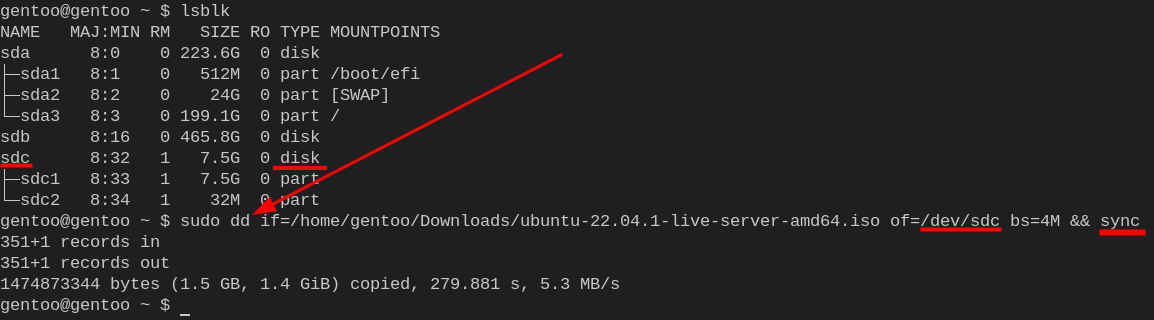 gentoo@gentoo ~ $ lsblk
NAME   MAJ:MIN RM   SIZE RO TYPE MOUNTPOINTS
sda      8:0    0 223.6G  0 disk
├─sda1   8:1    0   512M  0 part /boot/efi
├─sda2   8:2    0    24G  0 part [SWAP]
└─sda3   8:3    0 199.1G  0 part /
sdb      8:16   0 465.8G  0 disk
sdc      8:32   1   7.5G  0 disk
├─sdc1   8:33   1   7.5G  0 part
└─sdc2   8:34   1    32M  0 part
gentoo@gentoo ~ $ sudo dd if=/home/gentoo/Downloads/ubuntu-22.04.1-live-server-amd64.iso of=/dev/sdc bs=4M && sync
351+1 records in
351+1 records out
1474873344 bytes (1.5 GB, 1.4 GiB) copied, 279.881 s, 5.3 MB/s
gentoo@gentoo ~ $ _